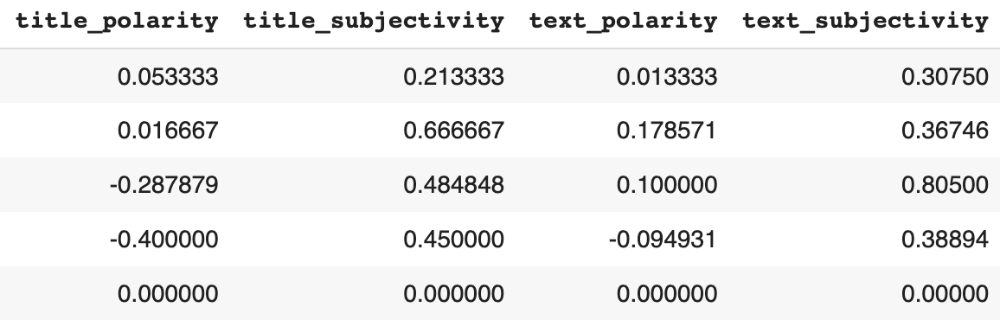 title_polarity title_subjectivity text_polarity text_subjectivity
0.053333 0.213333 0.013333 0.30750
0.016667 0.666667 0.178571 0.36746
-0.287879 0.484848 0.100000 0.80500
-0.400000 0.450000 -0.094931 0.38894
0.000000 0.000000 0.000000 0.00000